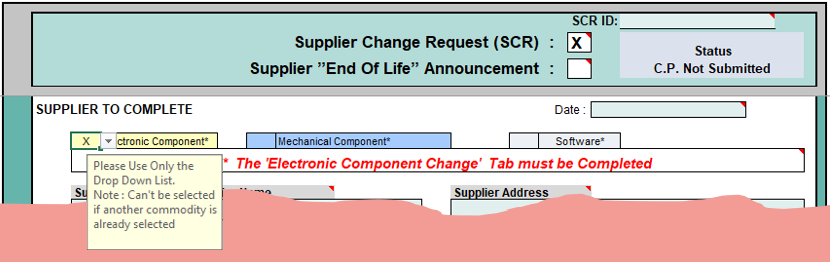 SCR ID:
Supplier Change Request (SCR) : X
Supplier ”End Of Life” Announcement :
Status
C.P. Not Submitted
SUPPLIER TO COMPLETE
Date :
X ctronic Component*
Mechanical Component*
Software*
* The 'Electronic Component Change' Tab must be Completed
Please Use Only the
Drop Down List.
Note : Can't be selected
if another commodity is
already selected
Su
Name
Supplier Address